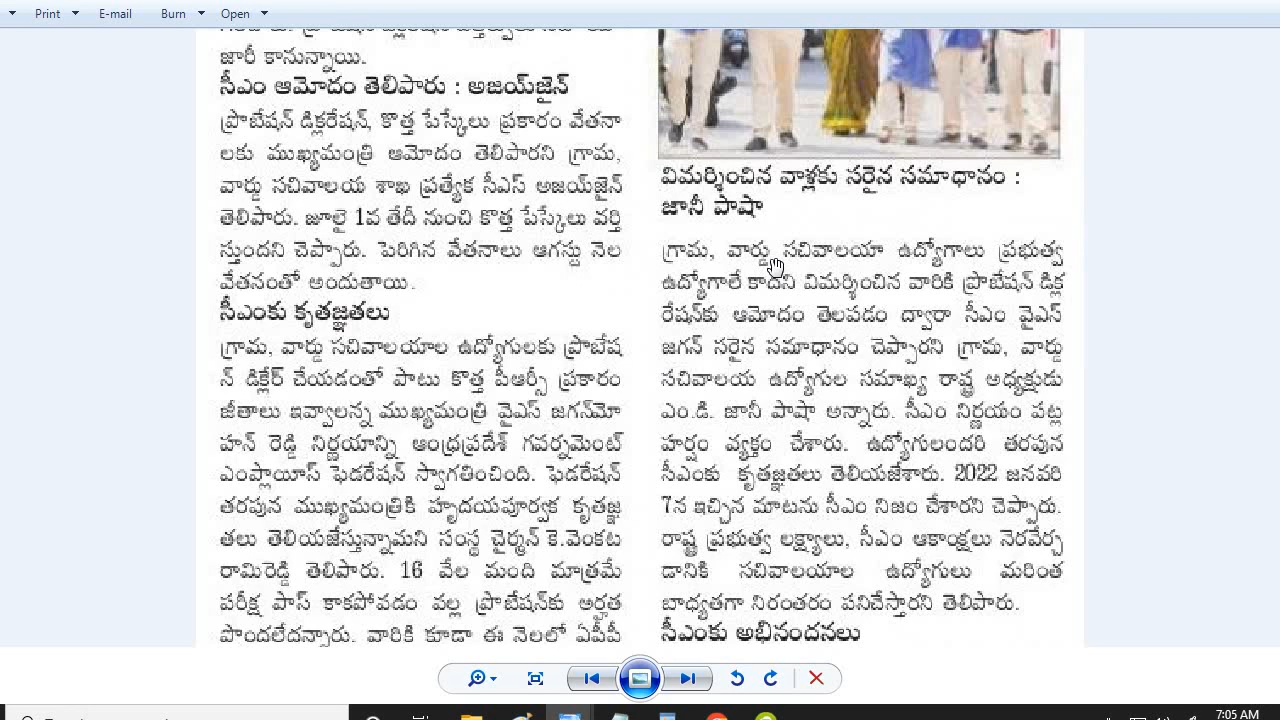 Print
E-mail
Burn
Open
జారీ కానున్నాయి.
సీఎం ఆమోదం తెలిపారు : అజయ్‌జైన్
ప్రొబేషన్ డిక్లరేషన్, కొత్త పేస్కేలు ప్రకారం వేతనా
లకు ముఖ్యమంత్రి ఆమోదం తెలిపారని గ్రామ,
వార్డు సచివాలయ శాఖ ప్రత్యేక సీఎస్ అజయ్‌జైన్
తెలిపారు. జూలై 1వ తేదీ నుంచి కొత్త పేస్కేలు వర్తి
స్తుందని చెప్పారు. పెరిగిన వేతనాలు ఆగస్టు నెల
వేతనంతో అందుతాయి.
సీఎంకు కృతజ్ఞతలు
గ్రామ, వార్డు సచివాలయాల ఉద్యోగులకు ప్రొబేష
న్ డిక్లేర్ చేయడంతో పాటు కొత్త పీఆర్సీ ప్రకారం
జీతాలు ఇవ్వాలన్న ముఖ్యమంత్రి వైఎస్ జగన్‌మో
హన్ రెడ్డి నిర్ణయాన్ని ఆంధ్రప్రదేశ్ గవర్నమెంట్
ఎంప్లాయీస్ ఫెడరేషన్ స్వాగతించింది. ఫెడరేషన్
తరపున ముఖ్యమంత్రికి హృదయపూర్వక కృతజ్ఞ
తలు తెలియజేస్తున్నామని సంస్థ చైర్మన్ కె.వెంకట
రామిరెడ్డి తెలిపారు. 16 వేల మంది మాత్రమే
పరీక్ష పాస్ కాకపోవడం వల్ల ప్రొబేషన్‌కు అర్హత
పొందలేదన్నారు. వారికి కూడా ఈ నెలలో ఏపీపీ
విమర్శించిన వాళ్లకు సరైన సమాధానం :
జానీ పాషా
గ్రామ, వార్డు సచివాలయా ఉద్యోగాలు ప్రభుత్వ
ఉద్యోగాలే కాదని విమర్శించిన వారికి ప్రొబేషన్ డిక్ల
రేషన్‌కు ఆమోదం తెలపడం ద్వారా సీఎం వైఎస్
జగన్ సరైన సమాధానం చెప్పారని గ్రామ, వార్డు
సచివాలయ ఉద్యోగుల సమాఖ్య రాష్ట్ర అధ్యక్షుడు
ఎం.డి. జానీ పాషా అన్నారు. సీఎం నిర్ణయం పట్ల
హర్షం వ్యక్తం చేశారు. ఉద్యోగులందరి తరపున
సీఎంకు కృతజ్ఞతలు తెలియజేశారు. 2022 జనవరి
7న ఇచ్చిన మాటను సీఎం నిజం చేశారని చెప్పారు.
రాష్ట్ర ప్రభుత్వ లక్ష్యాలు, సీఎం ఆకాంక్షలు నెరవేర్చ
డానికి సచివాలయాల ఉద్యోగులు మరింత
బాధ్యతగా నిరంతరం పనిచేస్తారని తెలిపారు.
సీఎంకు అభినందనలు
7:05 AM